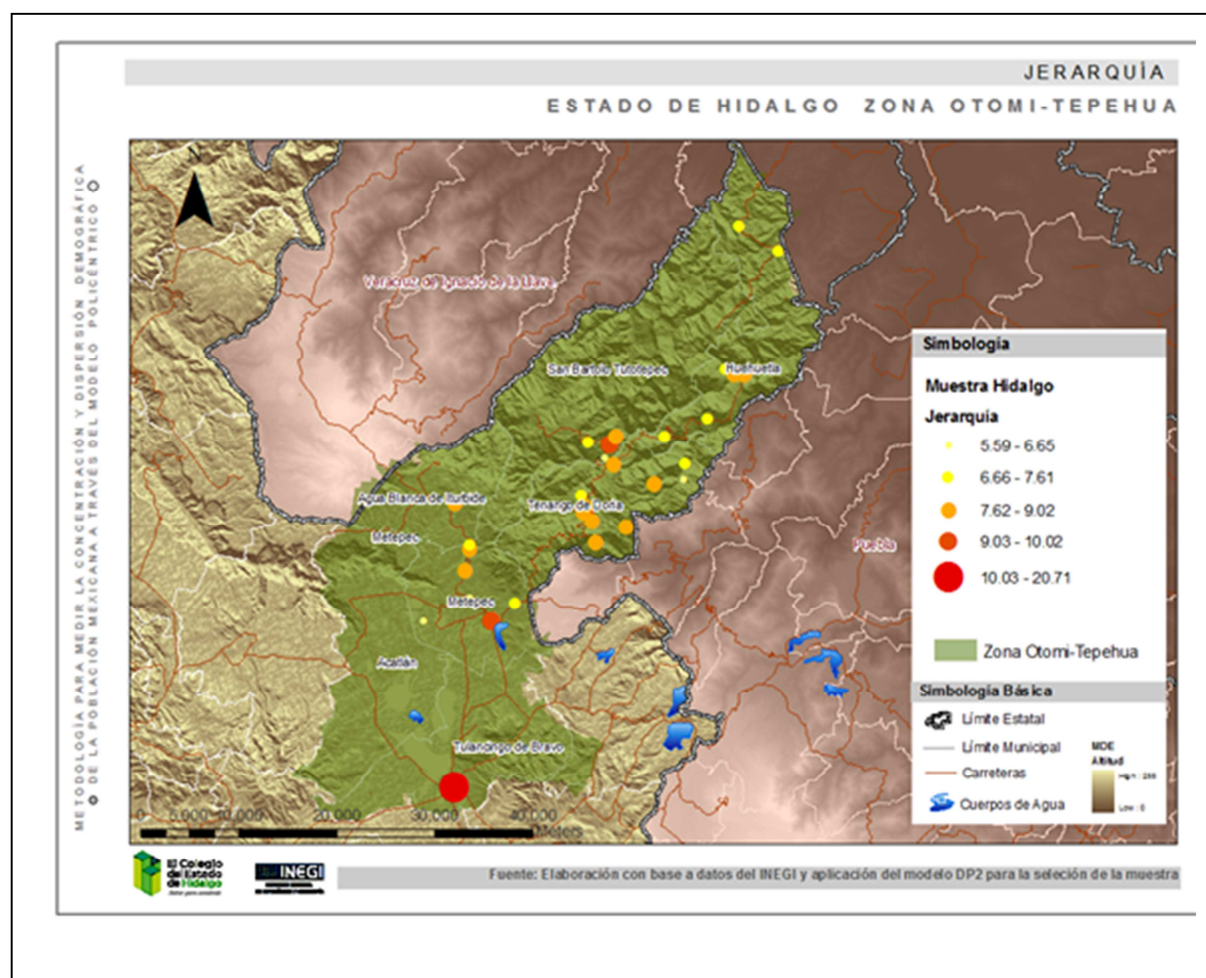 JERARQUÌA
ESTADO DE HIDALGO ZONA OTOMI-TEPEHUA
METODOLOGÍA PARA MEDIR LA CONCENTRACIÓN Y DISPERSIÓN DEMOGRÁFICA
DE LA POBLACIÓN MEXICANA A TRAVÉS DEL MODELO POLICÉNTRICO
Veracruz de Ignacio de la Llave
San Bartolo Tutotepec
Huehuetla
Agua Blanca de Iturbide
Tenango de Doria
Metepec
Puebla
Metepec
Acatlán
Tulancingo de Bravo
0 5,000 10,000 20,000 30,000 40,000
Meters
Simbología
Muestra Hidalgo
Jerarquía
5.59 - 6.65
6.66 - 7.61
7.62 - 9.02
9.03 - 10.02
10.03 - 20.71
Zona Otomi-Tepehua
Simbología Básica
Límite Estatal
Límite Municipal
Carreteras
Cuerpos de Agua
MDE
Altitud
Low : 0
El Colegio
del Estado
de Hidalgo
INEGI
Fuente: Elaboración con base a datos del INEGI y aplicación del modelo DP2 para la seleción de la muestra